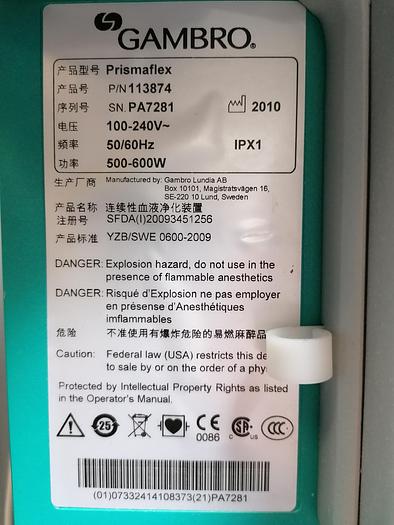 GAMBRO®
产品型号 Prismaflex
产品号 P/N 113874
序列号 SN. PA7281 2010
电压 100-240V~
频率 50/60Hz IPX1
功率 500-600W
生产厂商 Manufactured by: Gambro Lundia AB
Box 10101, Magistratsvägen 16,
SE-220 10 Lund, Sweden
产品名称 连续性血液净化装置
注册号 SFDA(I)20093451256
产品标准 YZB/SWE 0600-2009
DANGER: Explosion hazard, do not use in the
presence of flammable anesthetics
DANGER: Risqué d'Explosion ne pas employer
en présense d'Anesthétiques
imflammables
危险 不准使用有爆炸危险的易燃麻醉品
Caution: Federal law (USA) restricts this de
to sale by or on the order of a phy
Protected by Intellectual Property Rights as listed
in the Operator's Manual.
25 CE 0086 SA C US CCC
(01)07332414108373(21)PA7281